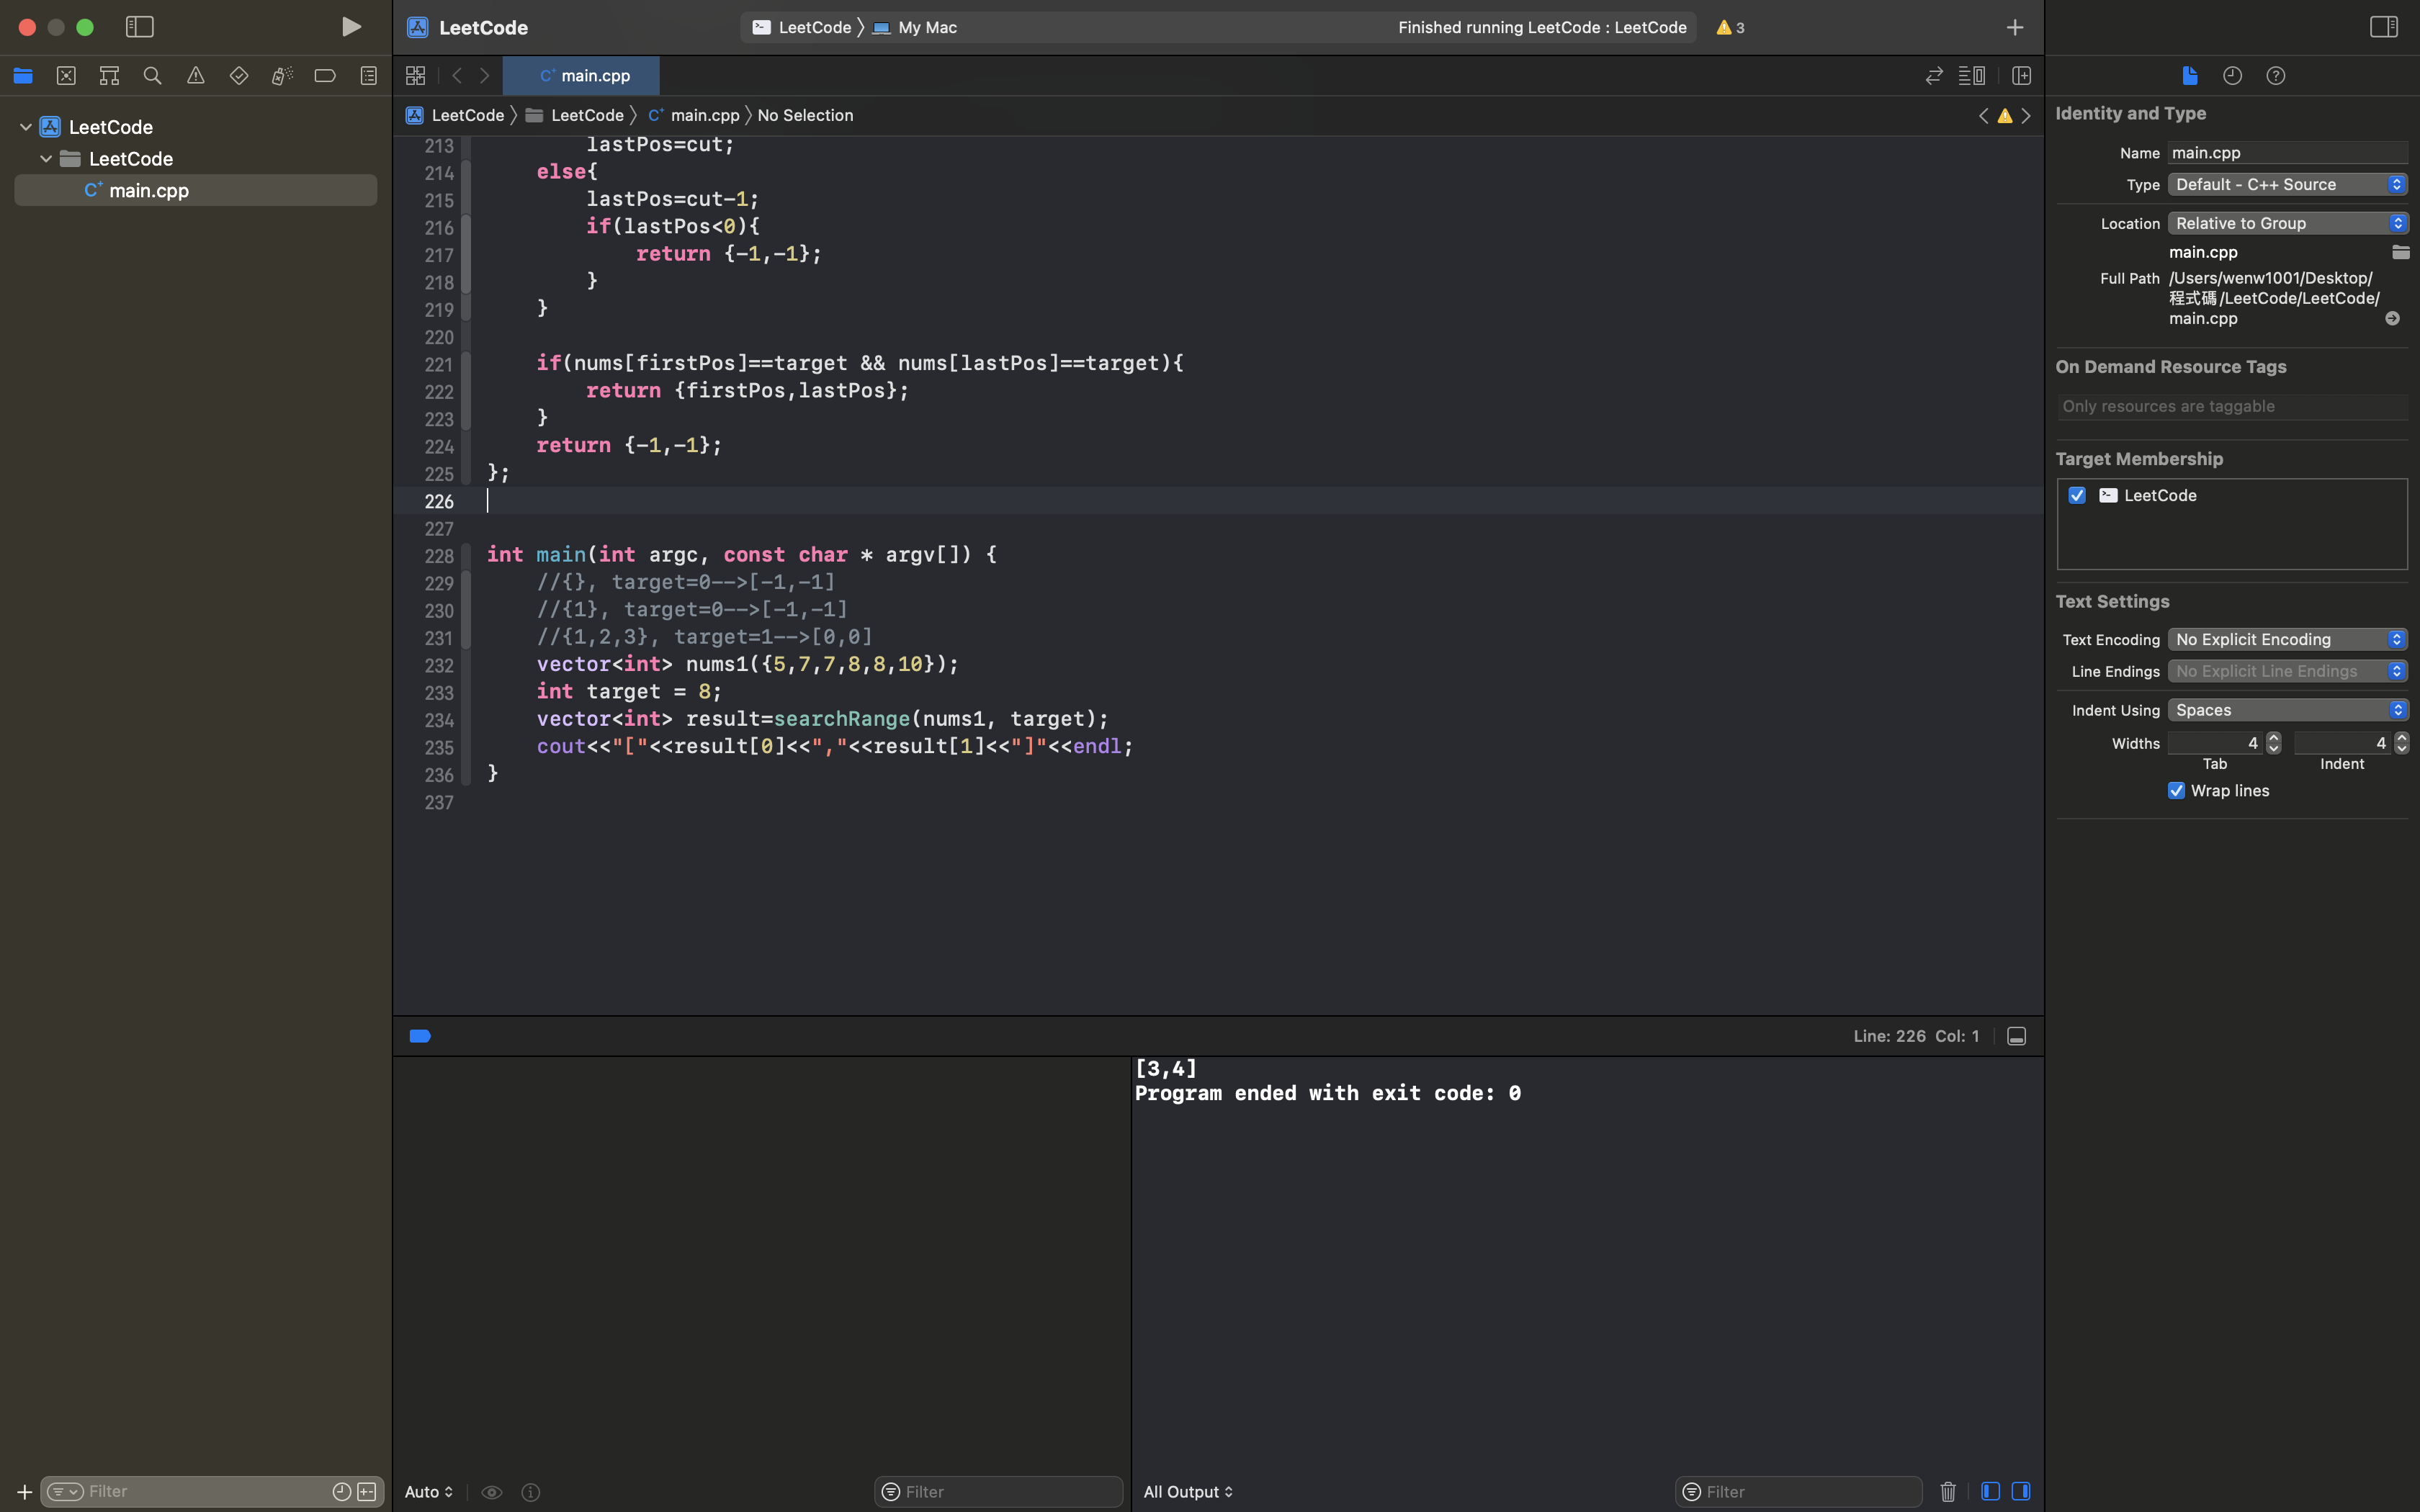 LeetCode
LeetCode
My Mac
Finished running LeetCode : LeetCode
3
main.cpp
LeetCode
LeetCode
main.cpp
No Selection
LeetCode
LeetCode
main.cpp
213         lastPos=cut;
214     else{
215         lastPos=cut-1;
216         if(lastPos<0){
217             return {-1,-1};
218         }
219     }
220
221     if(nums[firstPos]==target && nums[lastPos]==target){
222         return {firstPos,lastPos};
223     }
224     return {-1,-1};
225 };
226
227
228 int main(int argc, const char * argv[]) {
229     //{}, target=0-->[-1,-1]
230     //{1}, target=0-->[-1,-1]
231     //{1,2,3}, target=1-->[0,0]
232     vector<int> nums1({5,7,7,8,8,10});
233     int target = 8;
234     vector<int> result=searchRange(nums1, target);
235     cout<<"["<<result[0]<<","<<result[1]<<"]"<<endl;
236 }
237
Line: 226 Col: 1
[3,4]
Program ended with exit code: 0
Filter
Auto
Filter
All Output
Filter
Identity and Type
Name main.cpp
Type Default - C++ Source
Location Relative to Group
main.cpp
Full Path /Users/wenw1001/Desktop/
程式碼/LeetCode/LeetCode/
main.cpp
On Demand Resource Tags
Only resources are taggable
Target Membership
LeetCode
Text Settings
Text Encoding No Explicit Encoding
Line Endings No Explicit Line Endings
Indent Using Spaces
Widths 4 4
Tab Indent
Wrap lines